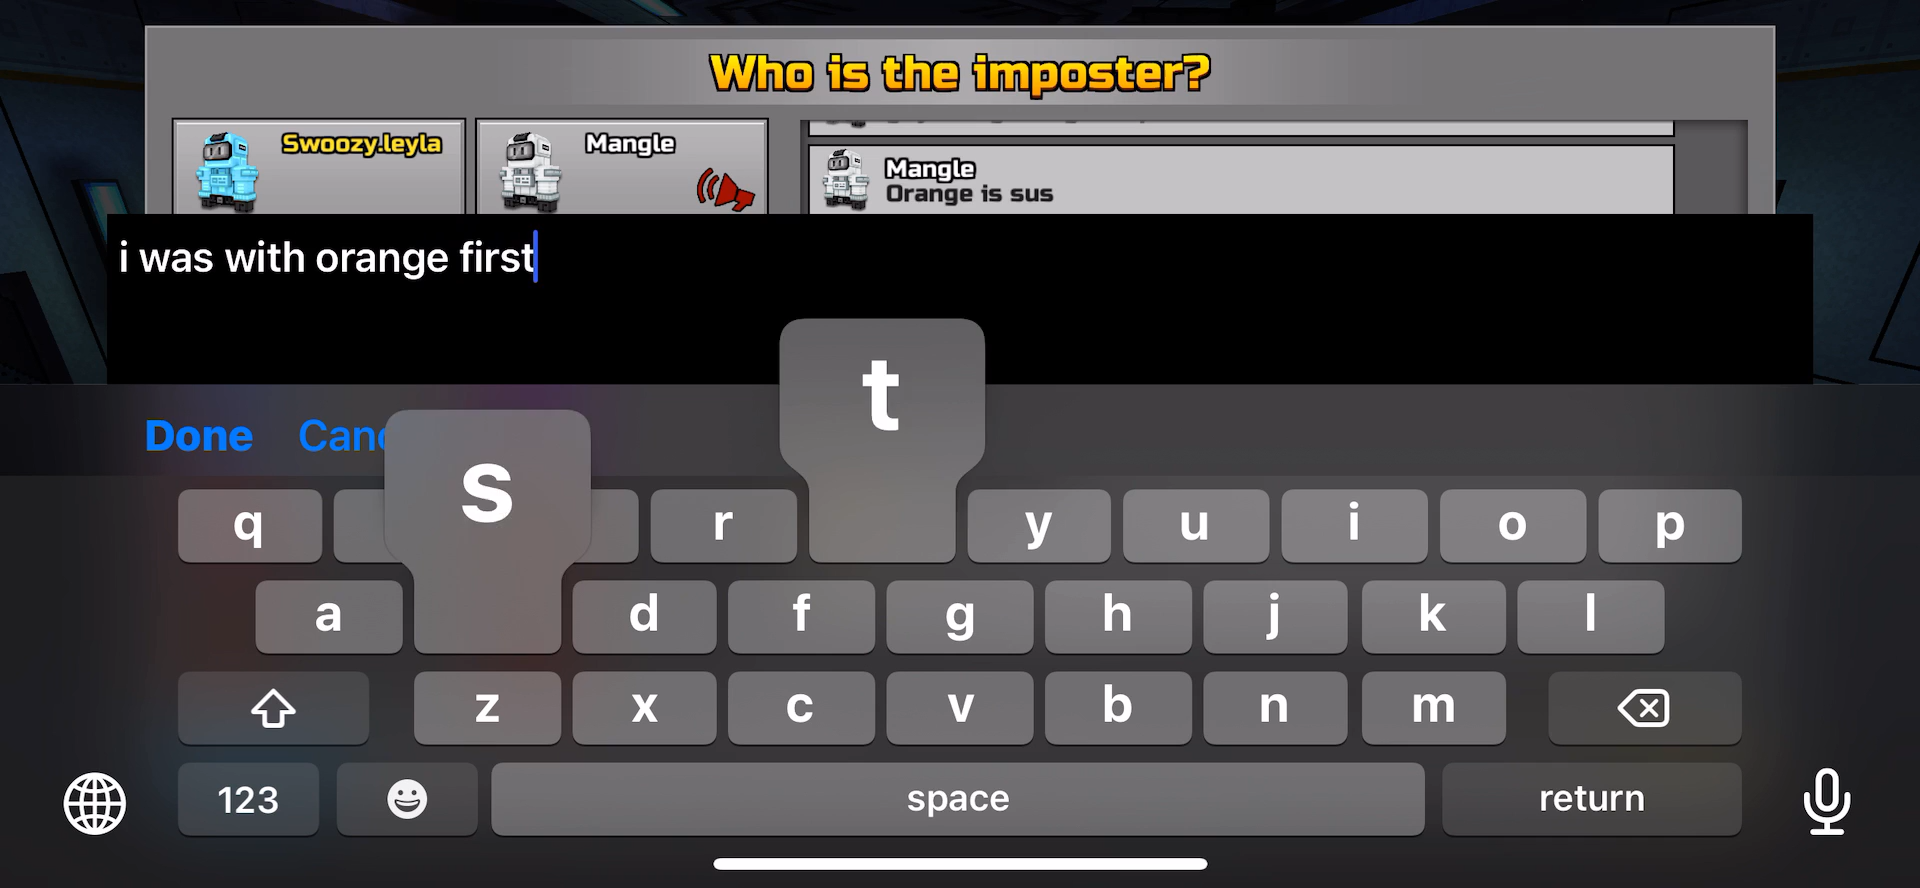 Who is the imposter?
Swoozy.leyla
Mangle
Mangle
Orange is sus
i was with orange first
t
Done Canc
s
q r y u i o p
a d f g h j k l
z x c v b n m
123 space return